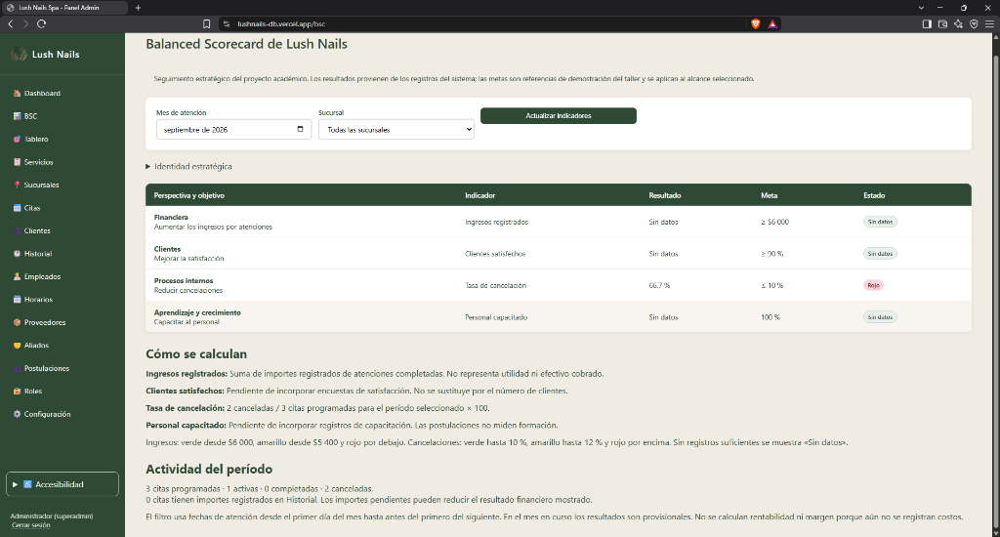 Lush Nails Spa - Panel Admin
lushnails-db.vercel.app/bsc
Lush Nails
Dashboard
BSC
Tablero
Servicios
Sucursales
Citas
Clientes
Historial
Empleados
Horarios
Proveedores
Aliados
Postulaciones
Roles
Configuración
Accesibilidad
Administrador (superadmin)
Cerrar sesión
Balanced Scorecard de Lush Nails
Seguimiento estratégico del proyecto académico. Los resultados provienen de los registros del sistema; las metas son referencias de demostración del taller y se aplican al alcance seleccionado.
Mes de atención
Sucursal
septiembre de 2026
Todas las sucursales
Actualizar indicadores
Identidad estratégica
Perspectiva y objetivo Indicador Resultado Meta Estado
Financiera
Aumentar los ingresos por atenciones
Ingresos registrados Sin datos ≥ $6 000 Sin datos
Clientes
Mejorar la satisfacción
Clientes satisfechos Sin datos ≥ 90 % Sin datos
Procesos internos
Reducir cancelaciones
Tasa de cancelación 66.7 % ≤ 10 % Rojo
Aprendizaje y crecimiento
Capacitar al personal
Personal capacitado Sin datos 100 % Sin datos
Cómo se calculan
Ingresos registrados: Suma de importes registrados de atenciones completadas. No representa utilidad ni efectivo cobrado.
Clientes satisfechos: Pendiente de incorporar encuestas de satisfacción. No se sustituye por el número de clientes.
Tasa de cancelación: 2 canceladas / 3 citas programadas para el período seleccionado × 100.
Personal capacitado: Pendiente de incorporar registros de capacitación. Las postulaciones no miden formación.
Ingresos: verde desde $6 000, amarillo desde $5 400 y rojo por debajo. Cancelaciones: verde hasta 10 %, amarillo hasta 12 % y rojo por encima. Sin registros suficientes se muestra «Sin datos».
Actividad del período
3 citas programadas · 1 activas · 0 completadas · 2 canceladas.
0 citas tienen importes registrados en Historial. Los importes pendientes pueden reducir el resultado financiero mostrado.
El filtro usa fechas de atención desde el primer día del mes hasta antes del primero del siguiente. En el mes en curso los resultados son provisionales. No se calculan rentabilidad ni margen porque aún no se registran costos.